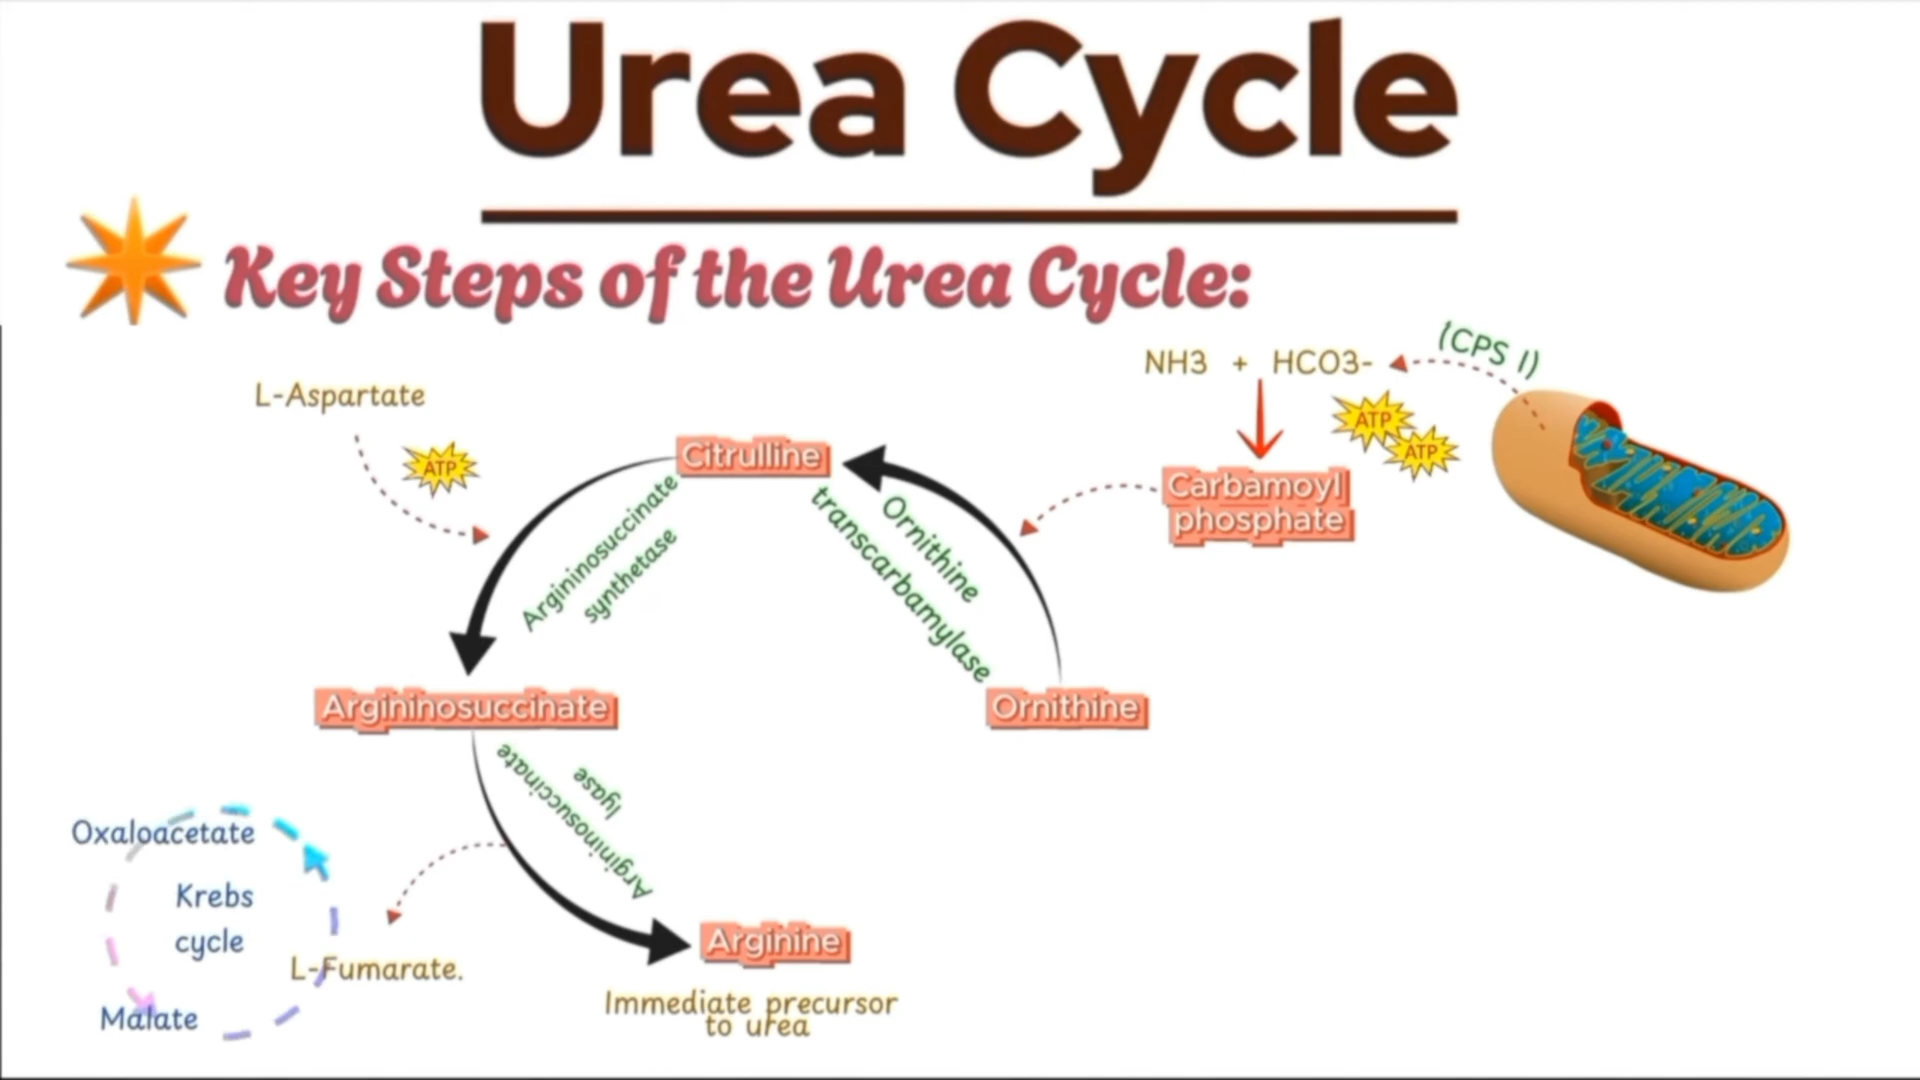 Urea Cycle
Key Steps of the Urea Cycle:
NH3 + HCO3-
(CPS I)
L-Aspartate
ATP
ATP
ATP
Citrulline
Carbamoyl
phosphate
Argininosuccinate
synthetase
Ornithine
transcarbamylase
Argininosuccinate
Ornithine
Argininosuccinate
lyase
Oxaloacetate
Krebs
cycle
L-Fumarate.
Malate
Arginine
Immediate precursor
to urea